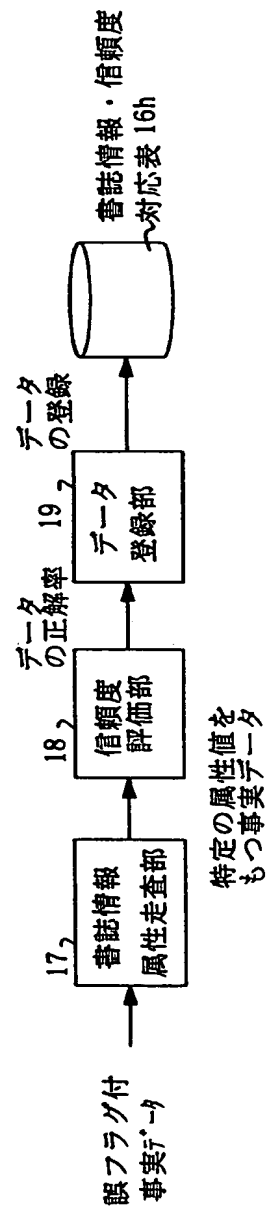 誤フラグ付
事実データ
17
書誌情報
属性走査部
特定の属性値を
もつ事実データ
18
信頼度
評価部
データ
の正解率
19
データ
登録部
データ
の登録
書誌情報・信頼度
対応表 16h